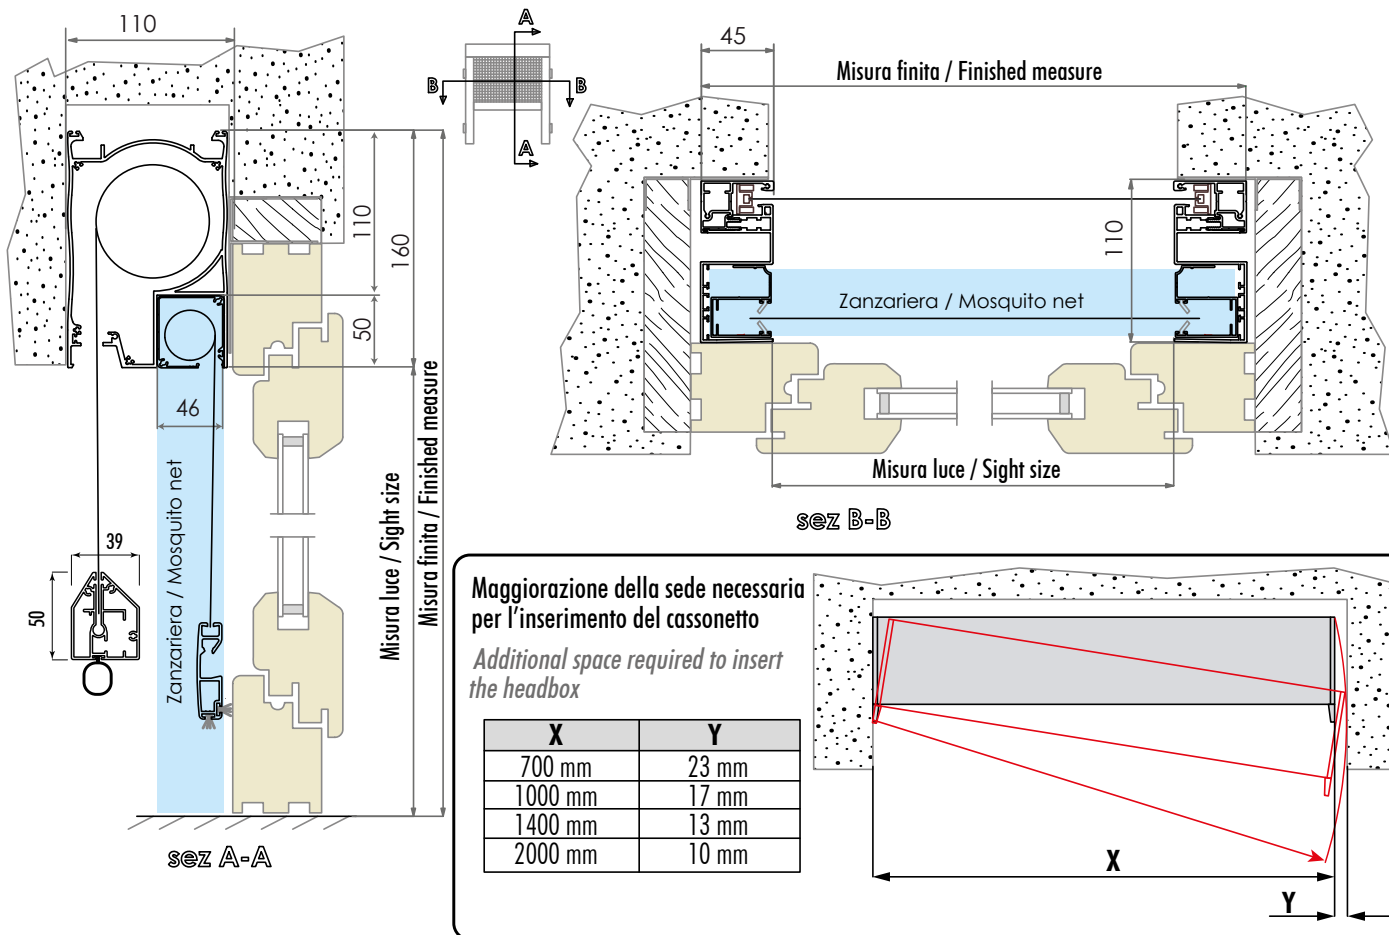 110
A
A
B
B
45
Misura finita / Finished measure
110
160
50
46
110
Zanzariera / Mosquito net
Misura luce / Sight size
sez B-B
Zanzariera / Mosquito net
Misura luce / Sight size
Misura finita / Finished measure
39
50
sez A-A
Maggiorazione della sede necessaria
per l'inserimento del cassonetto
Additional space required to insert
the headbox
X Y
700 mm 23 mm
1000 mm 17 mm
1400 mm 13 mm
2000 mm 10 mm
X
Y